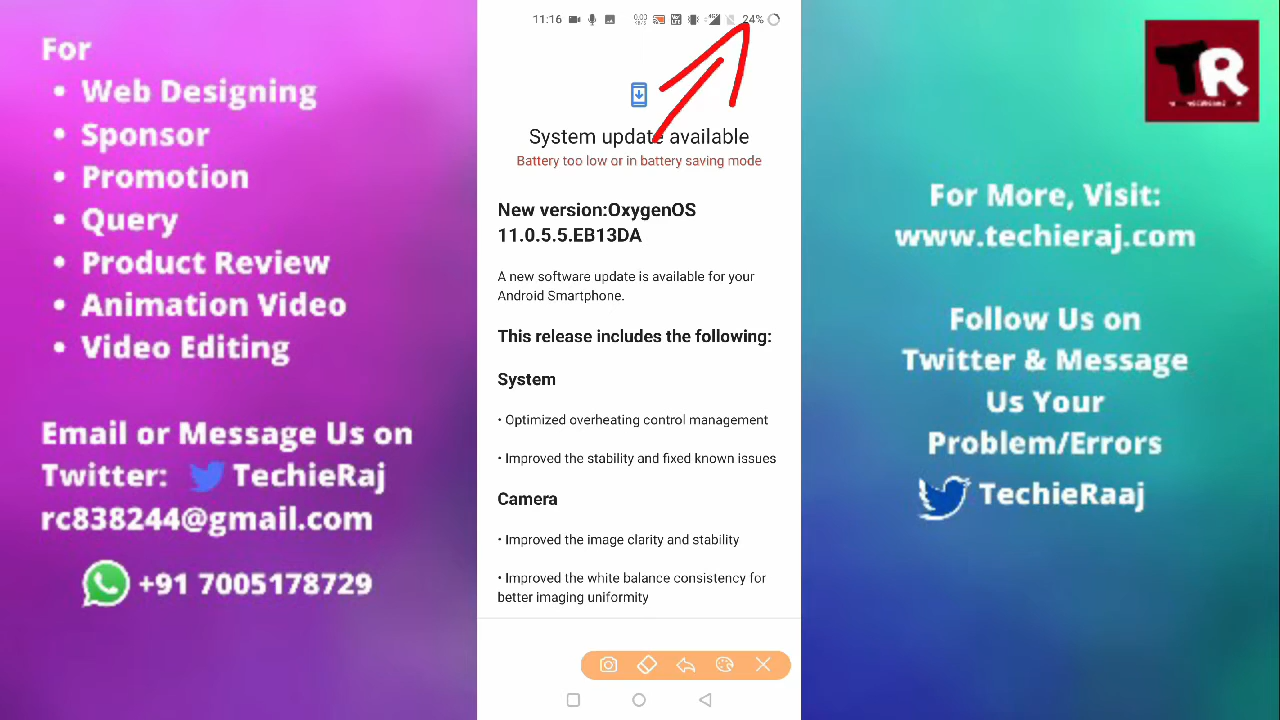 For
• Web Designing
• Sponsor
• Promotion
• Query
• Product Review
• Animation Video
• Video Editing
Email or Message Us on
Twitter: TechieRaj
rc838244@gmail.com
+91 7005178729
11:16
24%
System update available
Battery too low or in battery saving mode
New version:OxygenOS
11.0.5.5.EB13DA
A new software update is available for your
Android Smartphone.
This release includes the following:
System
• Optimized overheating control management
• Improved the stability and fixed known issues
Camera
• Improved the image clarity and stability
• Improved the white balance consistency for
better imaging uniformity
TR
For More, Visit:
www.techieraj.com
Follow Us on
Twitter & Message
Us Your
Problem/Errors
TechieRaaj